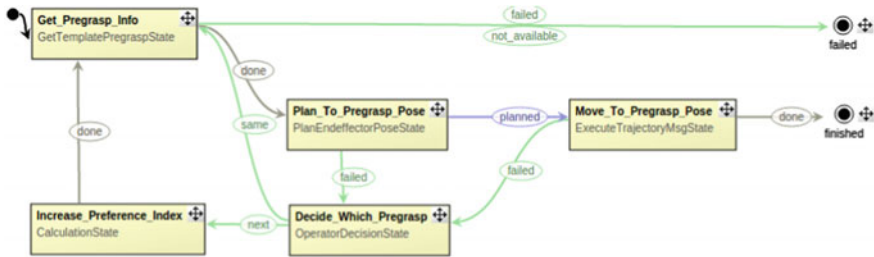 Get_Pregrasp_Info
GetTemplatePregraspState
failed
not_available
failed
done
Plan_To_Pregrasp_Pose
PlanEndeffectorPoseState
planned
Move_To_Pregrasp_Pose
ExecuteTrajectoryMsgState
done
finished
done
same
failed
failed
Increase_Preference_Index
CalculationState
next
Decide_Which_Pregrasp
OperatorDecisionState